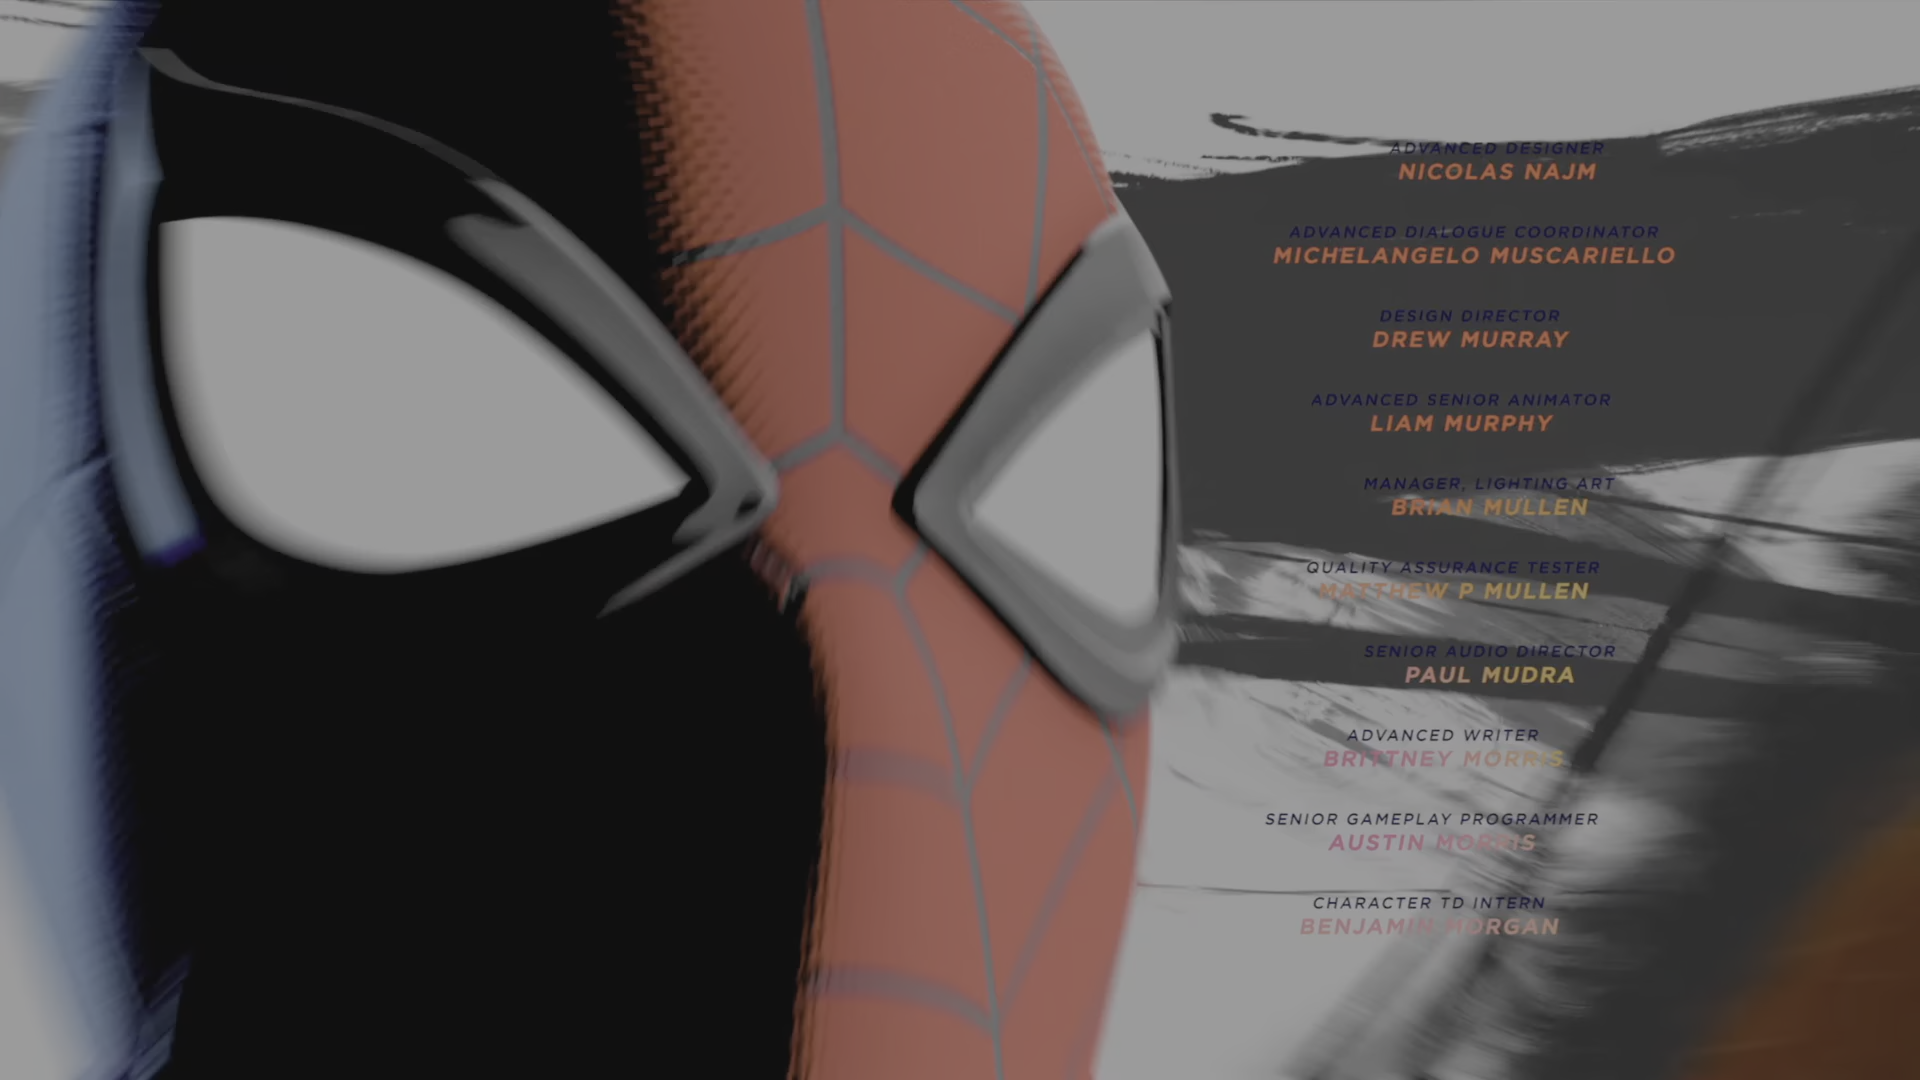 ADVANCED DESIGNER
NICOLAS NAJM
ADVANCED DIALOGUE COORDINATOR
MICHELANGELO MUSCARIELLO
DESIGN DIRECTOR
DREW MURRAY
ADVANCED SENIOR ANIMATOR
LIAM MURPHY
MANAGER, LIGHTING ART
BRIAN MULLEN
QUALITY ASSURANCE TESTER
MATTHEW P MULLEN
SENIOR AUDIO DIRECTOR
PAUL MUDRA
ADVANCED WRITER
BRITTNEY MORRIS
SENIOR GAMEPLAY PROGRAMMER
AUSTIN MORRIS
CHARACTER TD INTERN
BENJAMIN MORGAN